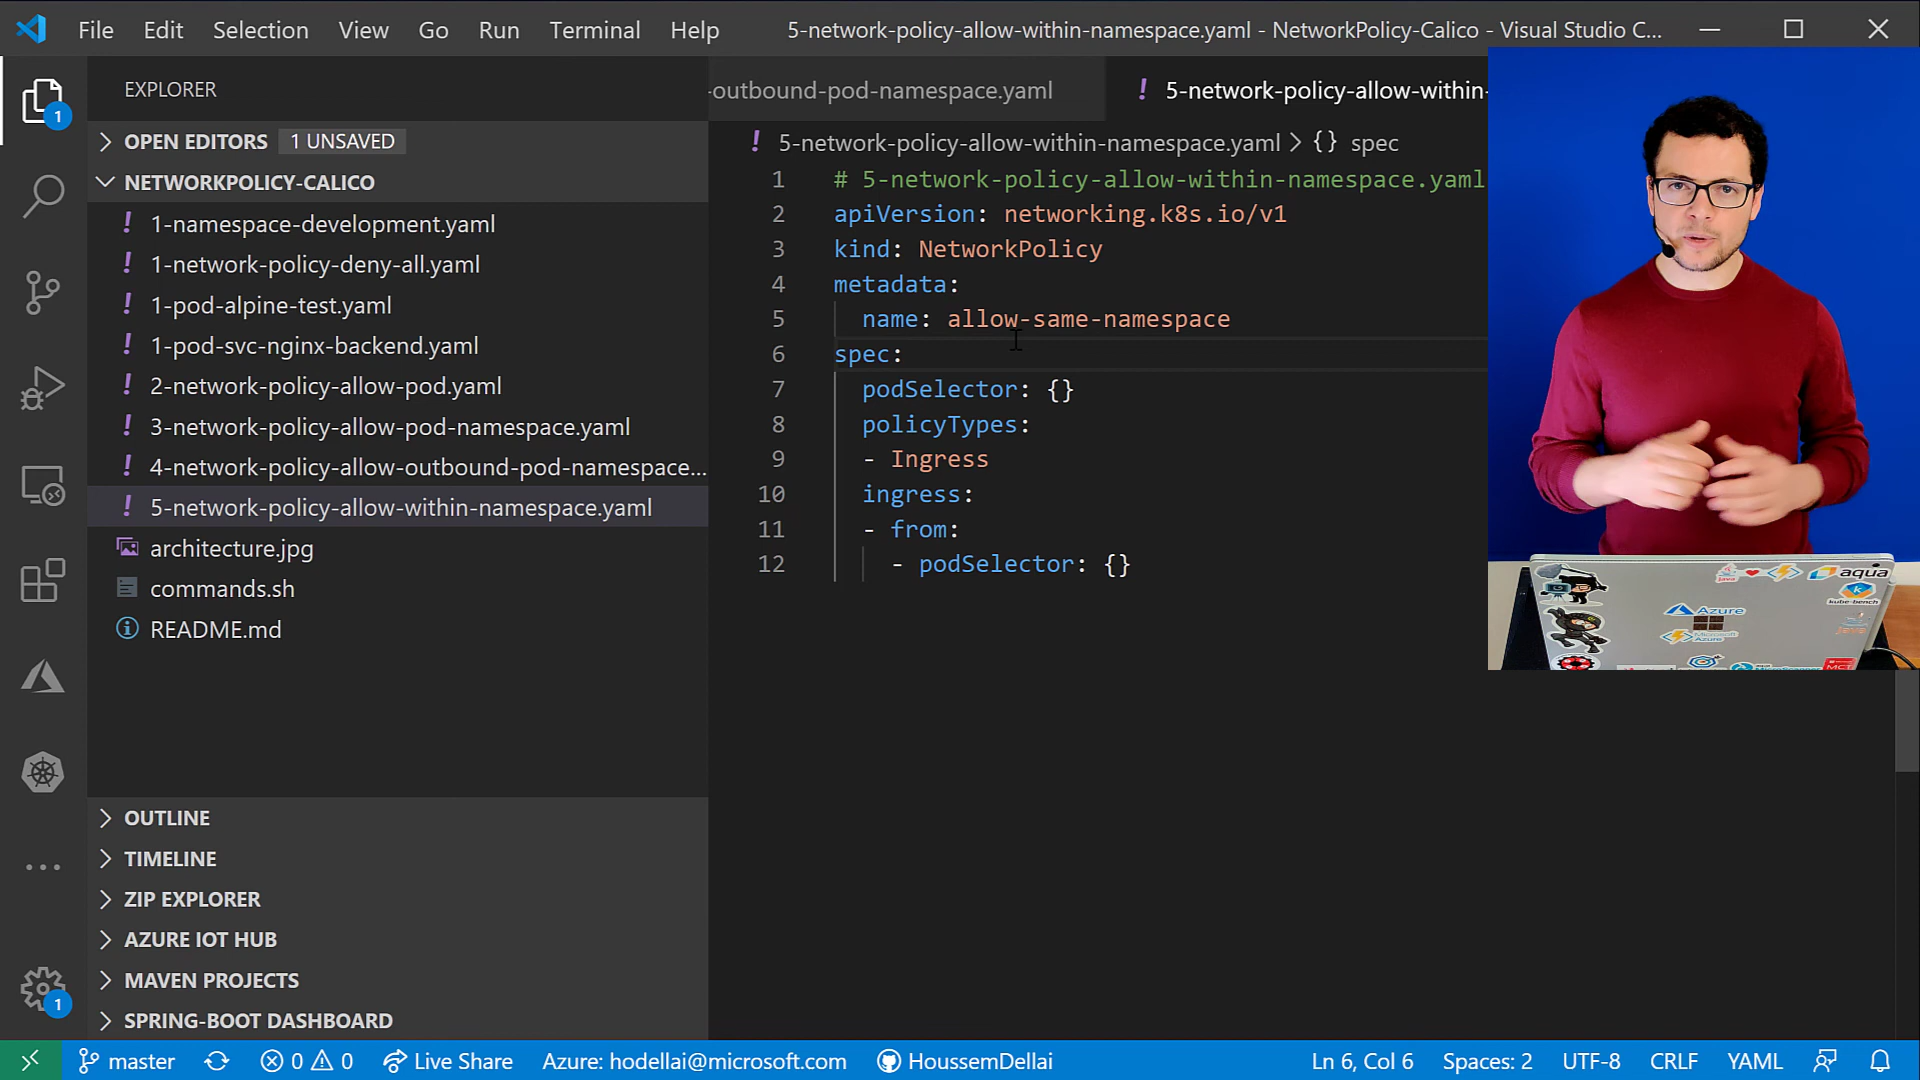 File Edit Selection View Go Run Terminal Help 5-network-policy-allow-within-namespace.yaml - NetworkPolicy-Calico - Visual Studio C...
EXPLORER
OPEN EDITORS 1 UNSAVED
NETWORKPOLICY-CALICO
! 1-namespace-development.yaml
! 1-network-policy-deny-all.yaml
! 1-pod-alpine-test.yaml
! 1-pod-svc-nginx-backend.yaml
! 2-network-policy-allow-pod.yaml
! 3-network-policy-allow-pod-namespace.yaml
! 4-network-policy-allow-outbound-pod-namespace...
! 5-network-policy-allow-within-namespace.yaml
architecture.jpg
commands.sh
README.md
OUTLINE
TIMELINE
ZIP EXPLORER
AZURE IOT HUB
MAVEN PROJECTS
SPRING-BOOT DASHBOARD
1
1
-outbound-pod-namespace.yaml ! 5-network-policy-allow-within-
! 5-network-policy-allow-within-namespace.yaml > {} spec
1 # 5-network-policy-allow-within-namespace.yaml
2 apiVersion: networking.k8s.io/v1
3 kind: NetworkPolicy
4 metadata:
5 name: allow-same-namespace
6 spec:
7 podSelector: {}
8 policyTypes:
9 - Ingress
10 ingress:
11 - from:
12 - podSelector: {}
aqua
kube-bench
Azure
Microsoft
Azure
Java
MCT
master 0 0 Live Share Azure: hodellai@microsoft.com HoussemDellai Ln 6, Col 6 Spaces: 2 UTF-8 CRLF YAML